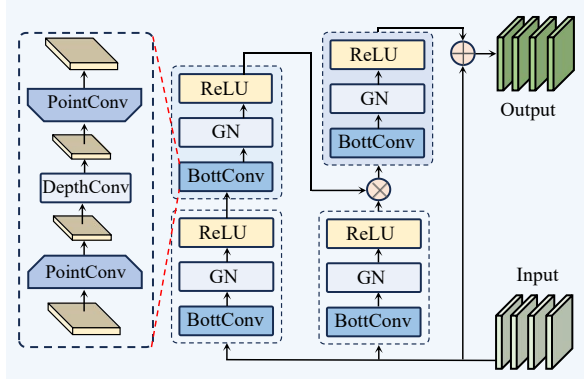 PointConv
DepthConv
PointConv
ReLU
GN
BottConv
ReLU
GN
BottConv
ReLU
GN
BottConv
ReLU
GN
BottConv
Output
Input